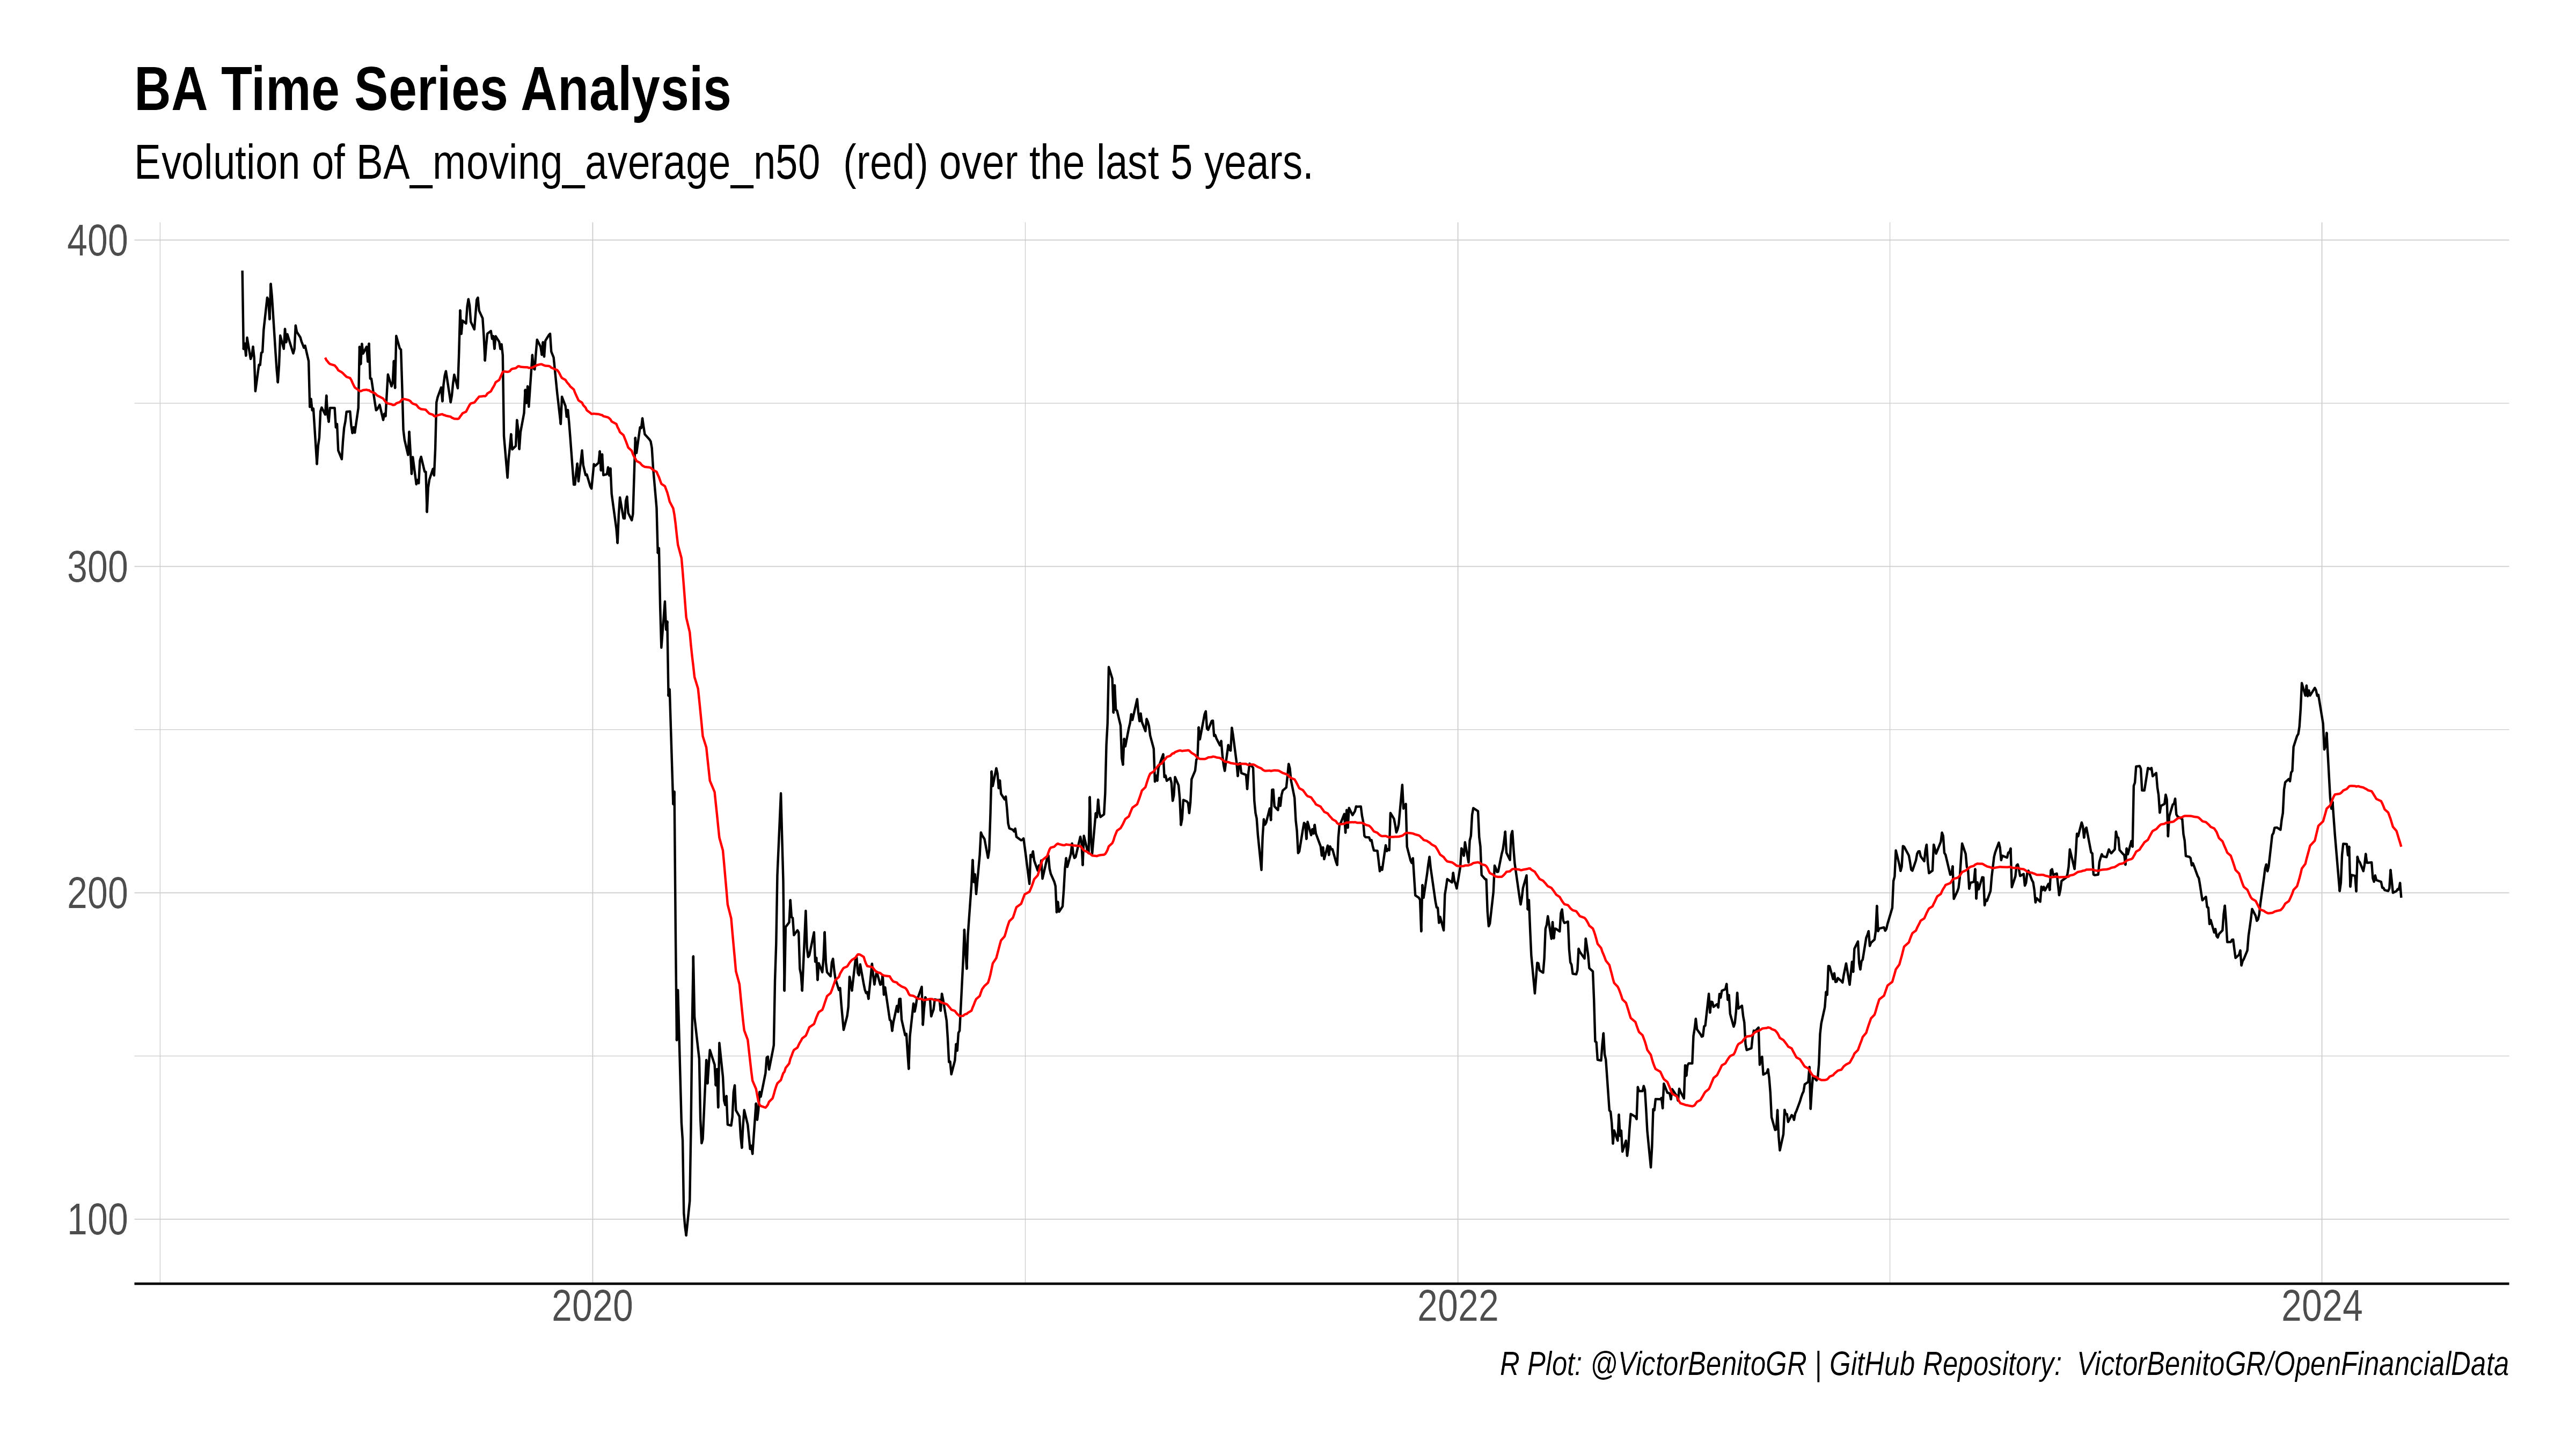 BA Time Series Analysis
Evolution of BA_moving_average_n50  (red) over the last 5 years.
400
300
200
100
2020
2022
2024
R Plot: @VictorBenitoGR | GitHub Repository:  VictorBenitoGR/OpenFinancialData